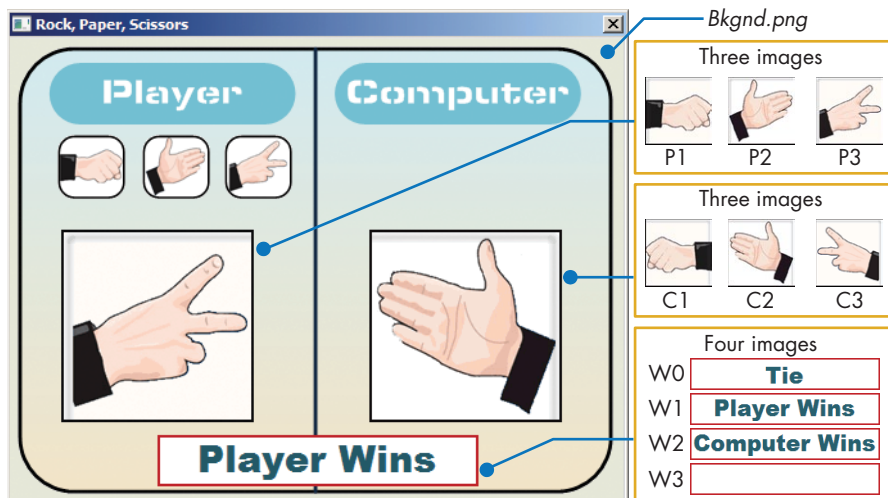 Rock, Paper, Scissors
Bkgnd.png
Player
Computer
Three images
P1 P2 P3
Three images
C1 C2 C3
Four images
W0 Tie
W1 Player Wins
W2 Computer Wins
W3
Player Wins